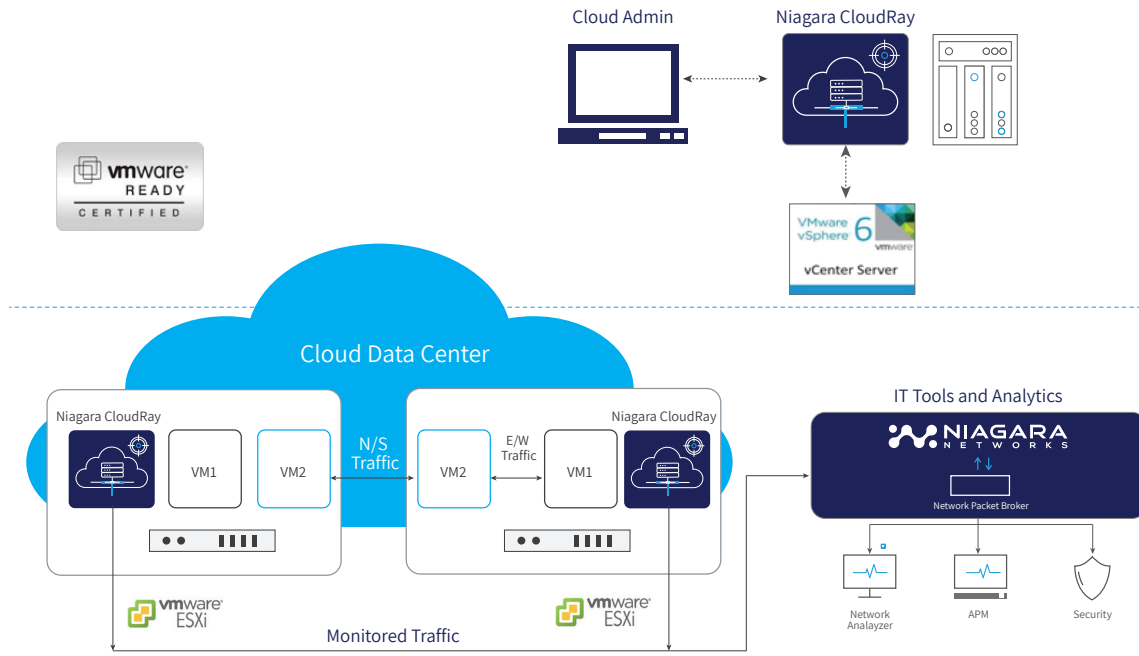 Cloud Admin
Niagara CloudRay
vmware®
READY
CERTIFIED
VMware
vSphere® 6
vmware®
vCenter Server
Cloud Data Center
Niagara CloudRay
VM1
VM2
N/S
Traffic
VM2
E/W
Traffic
VM1
Niagara CloudRay
IT Tools and Analytics
NIAGARA
NETWORKS
Network Packet Broker
Network
Analayzer
APM
Security
vmware®
ESXi
vmware®
ESXi
Monitored Traffic